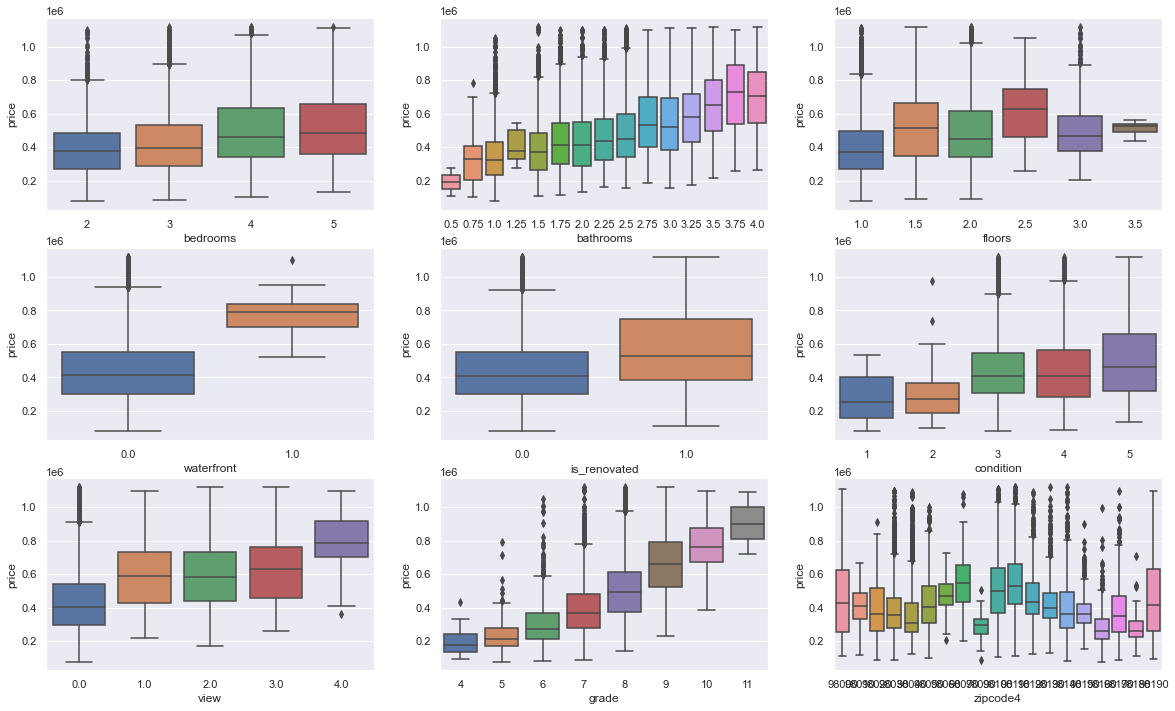 1e6
price
1.0
0.8
0.6
0.4
0.2
2
3
4
5
bedrooms
1e6
price
1.0
0.8
0.6
0.4
0.2
0.5 0.75 1.0 1.25 1.5 1.75 2.0 2.25 2.5 2.75 3.0 3.25 3.5 3.75 4.0
bathrooms
1e6
price
1.0
0.8
0.6
0.4
0.2
1.0 1.5 2.0 2.5 3.0 3.5
floors
1e6
price
1.0
0.8
0.6
0.4
0.2
0.0 1.0
waterfront
1e6
price
1.0
0.8
0.6
0.4
0.2
0.0 1.0
is_renovated
1e6
price
1.0
0.8
0.6
0.4
0.2
1 2 3 4 5
condition
1e6
price
1.0
0.8
0.6
0.4
0.2
0.0 1.0 2.0 3.0 4.0
view
1e6
price
1.0
0.8
0.6
0.4
0.2
4 5 6 7 8 9 10 11
grade
1e6
price
1.0
0.8
0.6
0.4
0.2
zipcode4